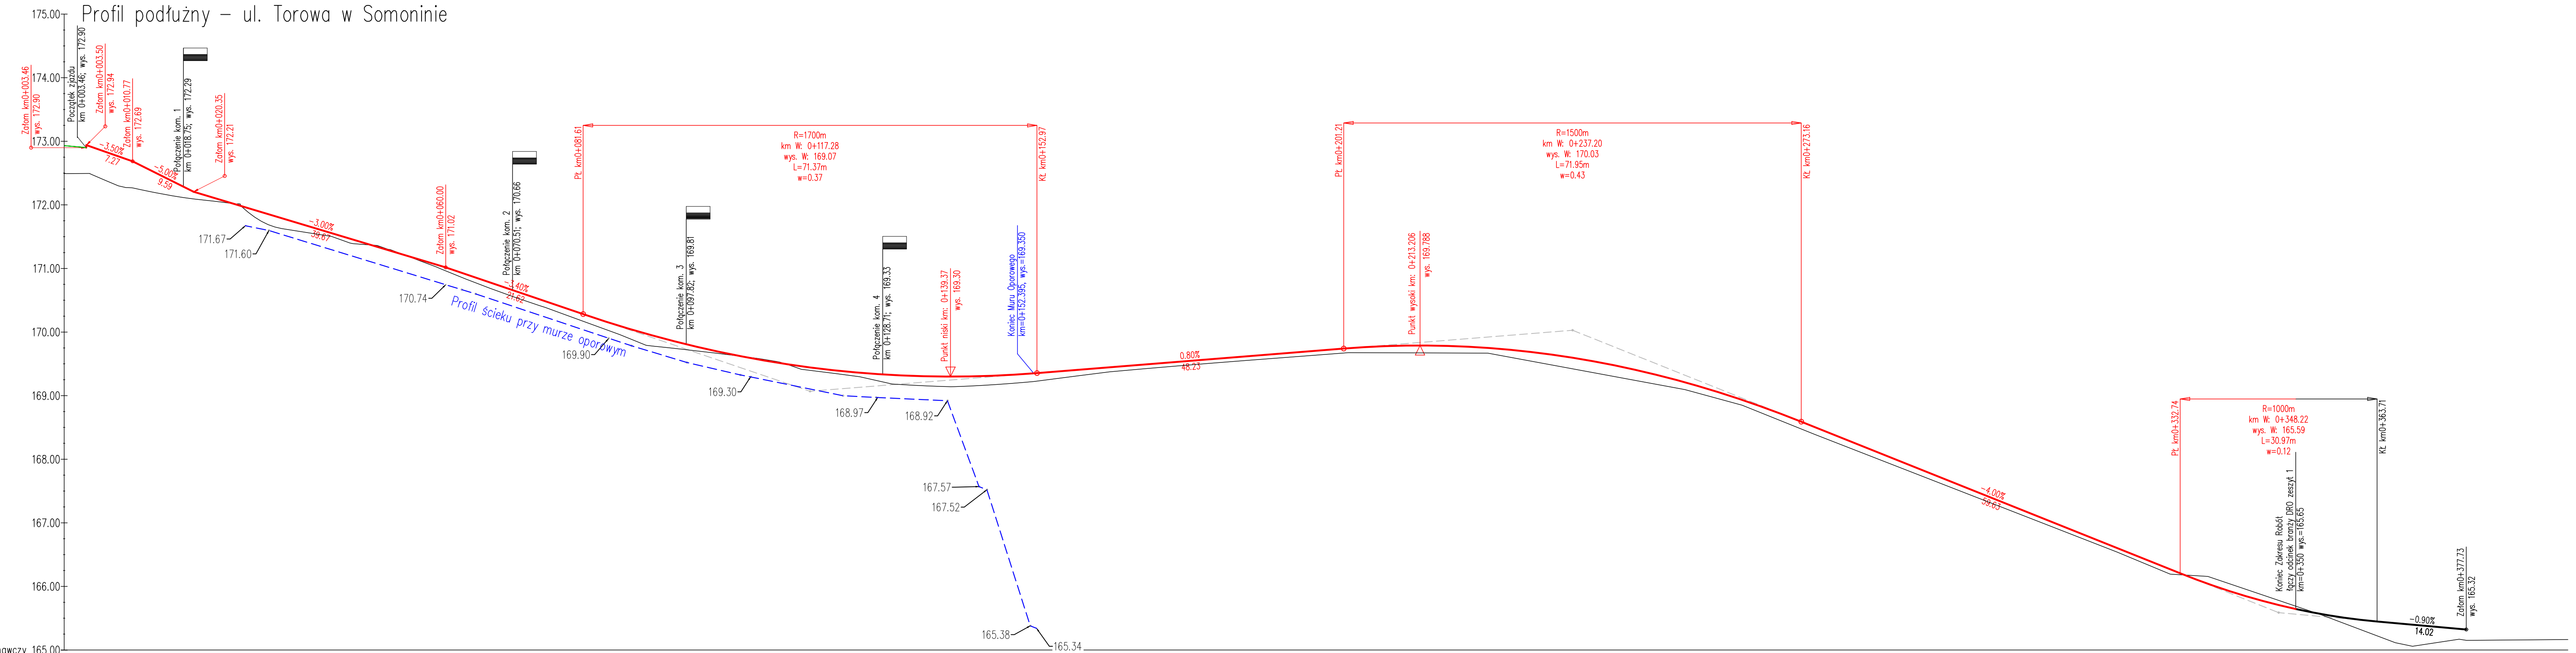 Profil podłużny – ul. Torowa w Somoninie
175.00
174.00
173.00
172.00
171.00
170.00
169.00
168.00
167.00
166.00
165.00
Załom km0+003.46
wys. 172.90
Początek zjazdu
km 0+003.46; wys. 172.90
Załom km0+003.50
wys. 172.94
Załom km0+010.77
wys. 172.69
Połączenie kom. 1
km 0+018.75; wys. 172.29
Załom km0+020.35
wys. 172.21
-3.50%
7.27
-5.00%
9.59
-3.00%
39.67
Załom km0+060.00
wys. 171.02
Połączenie kom. 2
km 0+070.51; wys. 170.66
-3.40%
21.62
PŁ km0+081.61
R=1700m
km W: 0+117.28
wys. W: 169.07
L=71.37m
w=0.37
KŁ km0+152.97
Połączenie kom. 3
km 0+097.82; wys. 169.81
Połączenie kom. 4
km 0+128.71; wys. 169.33
Punkt niski km: 0+139.37
wys. 169.30
Koniec Muru Oporowego
km=0+152.395, wys.=169.350
171.67
171.60
170.74
Profil ścieku przy murze oporowym
169.90
169.30
168.97
168.92
167.57
167.52
165.38
165.34
0.80%
48.23
PŁ km0+201.21
R=1500m
km W: 0+237.20
wys. W: 170.03
L=71.95m
w=0.43
KŁ km0+273.16
Punkt wysoki km: 0+213.206
wys. 169.788
-4.00%
59.63
PŁ km0+332.74
R=1000m
km W: 0+348.22
wys. W: 165.59
L=30.97m
w=0.12
KŁ km0+363.71
Koniec Zakresu Robót
łączy odcinek branży DRO zeszyt 1
km=0+350 wys.=165.65
-0.90%
14.02
Załom km0+377.73
wys. 165.32